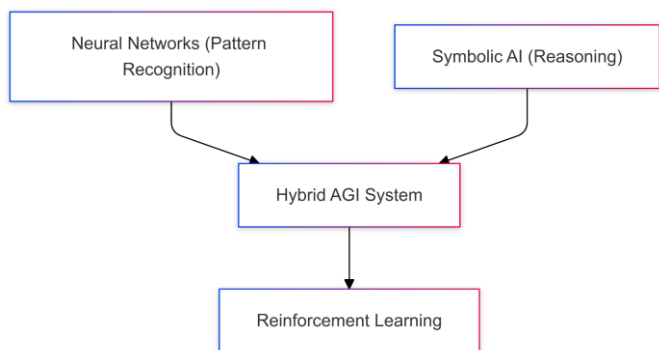 Neural Networks (Pattern
Recognition)
Symbolic AI (Reasoning)
Hybrid AGI System
Reinforcement Learning